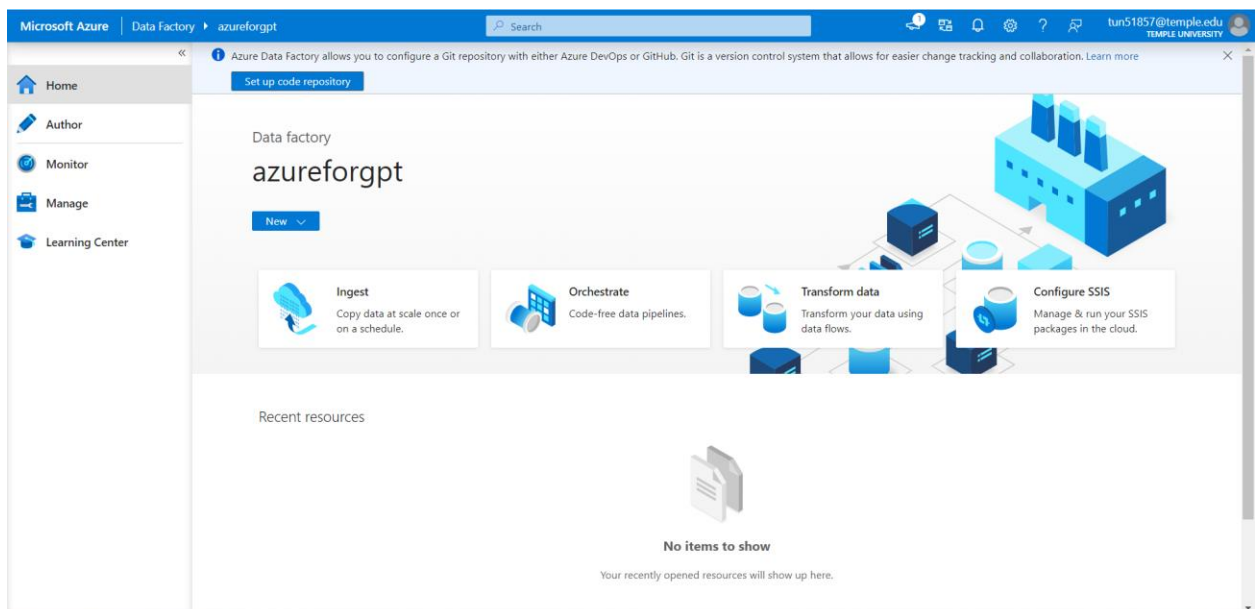 Microsoft Azure
Data Factory
azureforgpt
Search
1
tun51857@temple.edu
TEMPLE UNIVERSITY
Azure Data Factory allows you to configure a Git repository with either Azure DevOps or GitHub. Git is a version control system that allows for easier change tracking and collaboration. Learn more
Set up code repository
Home
Author
Monitor
Manage
Learning Center
Data factory
azureforgpt
New
Ingest
Copy data at scale once or
on a schedule.
Orchestrate
Code-free data pipelines.
Transform data
Transform your data using
data flows.
Configure SSIS
Manage & run your SSIS
packages in the cloud.
Recent resources
No items to show
Your recently opened resources will show up here.